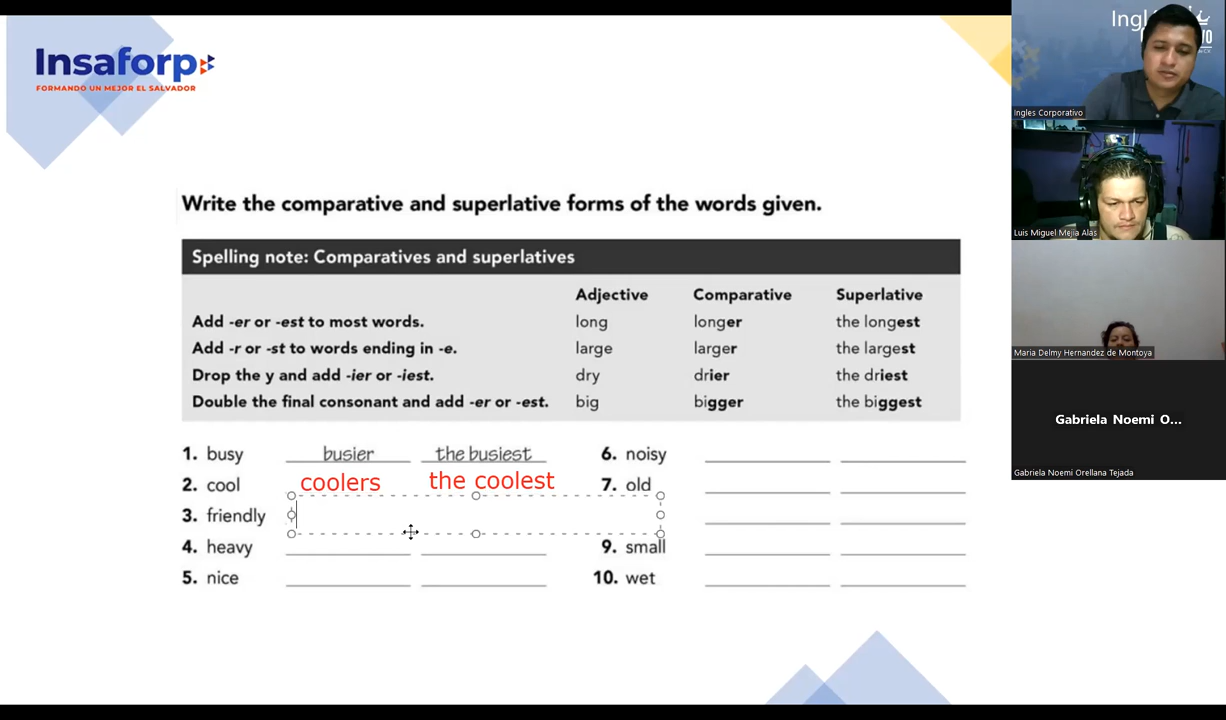 Insaforp
FORMANDO UN MEJOR EL SALVADOR
Write the comparative and superlative forms of the words given.
Spelling note: Comparatives and superlatives
Adjective Comparative Superlative
Add -er or -est to most words. long longer the longest
Add -r or -st to words ending in -e. large larger the largest
Drop the y and add -ier or -iest. dry drier the driest
Double the final consonant and add -er or -est. big bigger the biggest
1. busy busier the busiest 6. noisy
2. cool coolers the coolest 7. old
3. friendly
4. heavy 9. small
5. nice 10. wet
Ingles Corporativo
Luis Miguel Mejia Alas
Maria Delmy Hernandez de Montoya
Gabriela Noemi O...
Gabriela Noemi Orellana Tejada